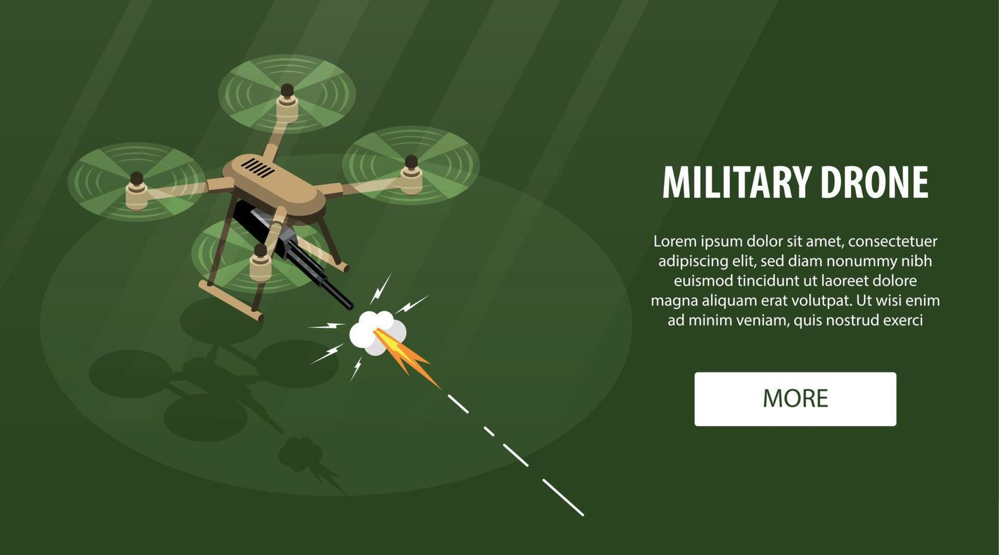 MILITARY DRONE
Lorem ipsum dolor sit amet, consectetuer
adipiscing elit, sed diam nonummy nibh
euismod tincidunt ut laoreet dolore
magna aliquam erat volutpat. Ut wisi enim
ad minim veniam, quis nostrud exerci
MORE